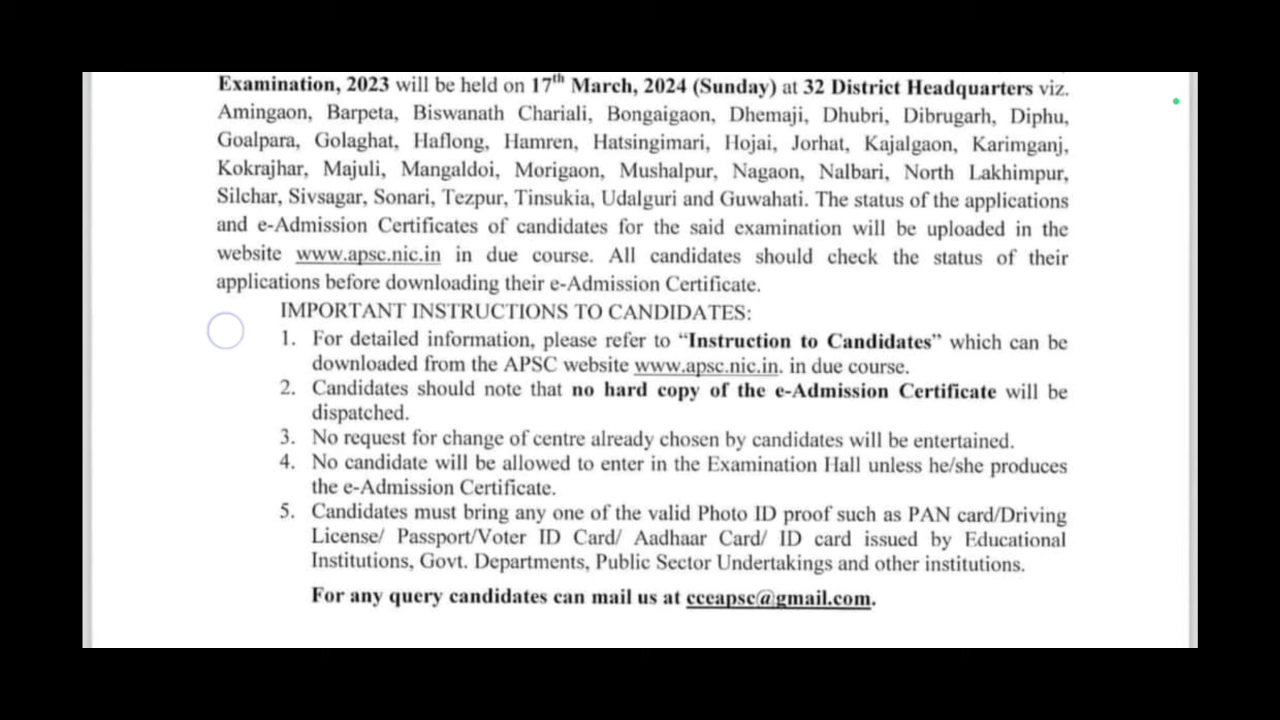 Examination, 2023 will be held on 17th March, 2024 (Sunday) at 32 District Headquarters viz.
Amingaon, Barpeta, Biswanath Chariali, Bongaigaon, Dhemaji, Dhubri, Dibrugarh, Diphu,
Goalpara, Golaghat, Haflong, Hamren, Hatsingimari, Hojai, Jorhat, Kajalgaon, Karimganj,
Kokrajhar, Majuli, Mangaldoi, Morigaon, Mushalpur, Nagaon, Nalbari, North Lakhimpur,
Silchar, Sivsagar, Sonari, Tezpur, Tinsukia, Udalguri and Guwahati. The status of the applications
and e-Admission Certificates of candidates for the said examination will be uploaded in the
website www.apsc.nic.in in due course. All candidates should check the status of their
applications before downloading their e-Admission Certificate.
IMPORTANT INSTRUCTIONS TO CANDIDATES:
1. For detailed information, please refer to “Instruction to Candidates” which can be
downloaded from the APSC website www.apsc.nic.in. in due course.
2. Candidates should note that no hard copy of the e-Admission Certificate will be
dispatched.
3. No request for change of centre already chosen by candidates will be entertained.
4. No candidate will be allowed to enter in the Examination Hall unless he/she produces
the e-Admission Certificate.
5. Candidates must bring any one of the valid Photo ID proof such as PAN card/Driving
License/ Passport/Voter ID Card/ Aadhaar Card/ ID card issued by Educational
Institutions, Govt. Departments, Public Sector Undertakings and other institutions.
For any query candidates can mail us at cceapsc@gmail.com.